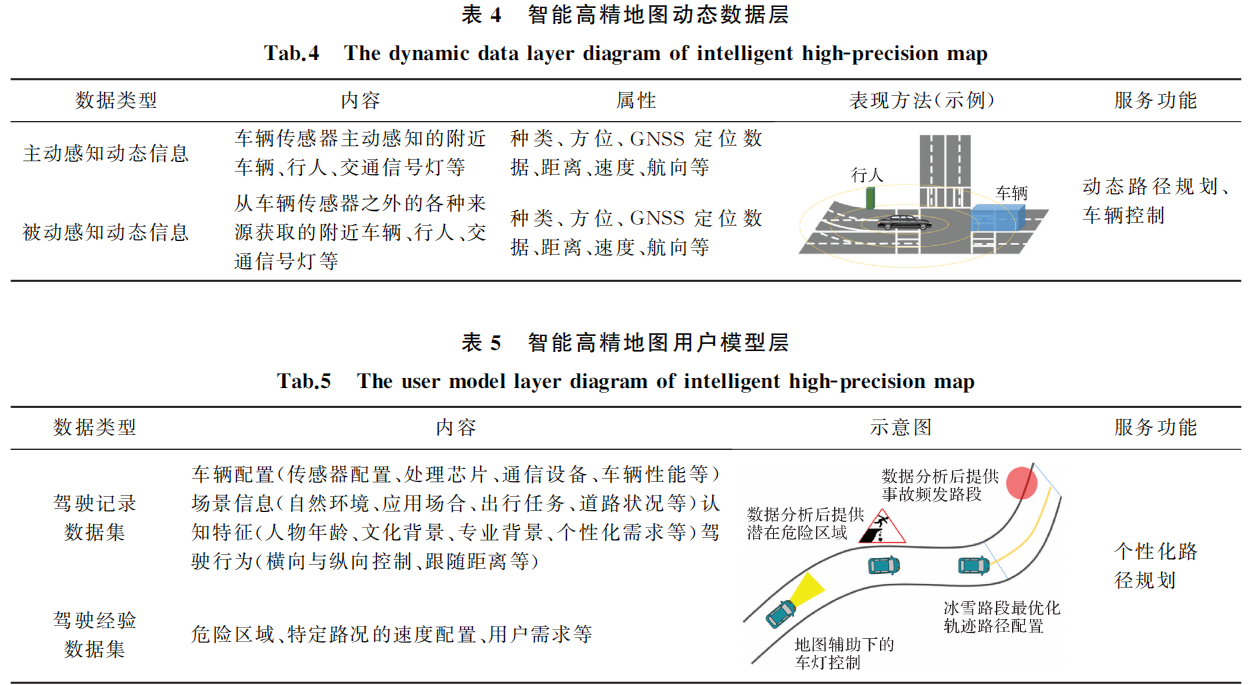 表 4 智能高精地图动态数据层
Tab.4 The dynamic data layer diagram of intelligent high-precision map
数据类型 内容 属性 表现方法(示例) 服务功能
主动感知动态信息
车辆传感器主动感知的附近
车辆、行人、交通信号灯等
种类、方位、GNSS 定位数
据、距离、速度、航向等
被动感知动态信息
从车辆传感器之外的各种来
源获取的附近车辆、行人、交
通信号灯等
种类、方位、GNSS 定位数
据、距离、速度、航向等
行人
车辆
动态路径规划、
车辆控制
表 5 智能高精地图用户模型层
Tab.5 The user model layer diagram of intelligent high-precision map
数据类型 内容 示意图 服务功能
驾驶记录
数据集
车辆配置(传感器配置、处理芯片、通信设备、车辆性能等)
场景信息(自然环境、应用场合、出行任务、道路状况等)认
知特征(人物年龄、文化背景、专业背景、个性化需求等)驾
驶行为(横向与纵向控制、跟随距离等)
驾驶经验
数据集
危险区域、特定路况的速度配置、用户需求等
数据分析后提供
事故频发路段
数据分析后提供
潜在危险区域
冰雪路段最优化
轨迹路径配置
地图辅助下的
车灯控制
个性化路
径规划